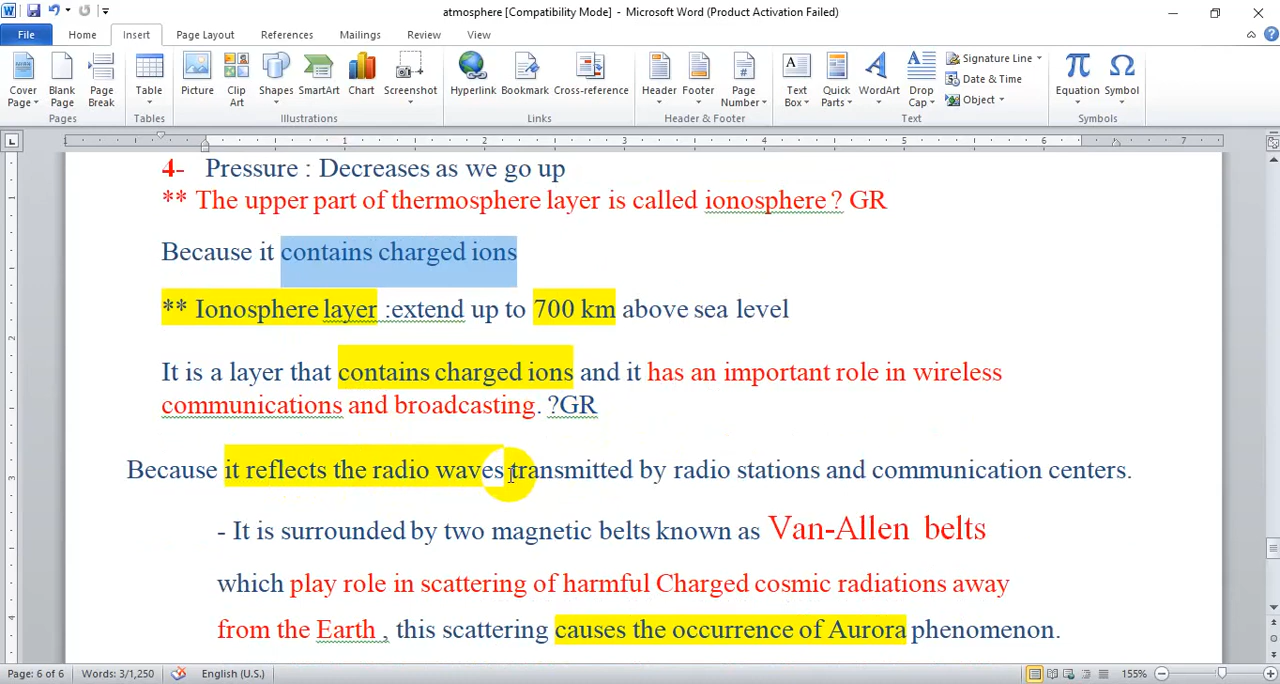 atmosphere [Compatibility Mode] - Microsoft Word (Product Activation Failed)
File Home Insert Page Layout References Mailings Review View
Cover Page Blank Page Page Break Table Picture Clip Art Shapes SmartArt Chart Screenshot Hyperlink Bookmark Cross-reference Header Footer Page Number Text Box Quick Parts WordArt Drop Cap Signature Line Date & Time Object Equation Symbol
Pages Tables Illustrations Links Header & Footer Text Symbols
1 2 3 4 5 6 7
4- Pressure : Decreases as we go up
** The upper part of thermosphere layer is called ionosphere ? GR
Because it contains charged ions
** Ionosphere layer :extend up to 700 km above sea level
It is a layer that contains charged ions and it has an important role in wireless
communications and broadcasting. ?GR
Because it reflects the radio waves transmitted by radio stations and communication centers.
- It is surrounded by two magnetic belts known as Van-Allen belts
which play role in scattering of harmful Charged cosmic radiations away
from the Earth , this scattering causes the occurrence of Aurora phenomenon.
Page: 6 of 6 Words: 3/1,250 English (U.S.) 155%